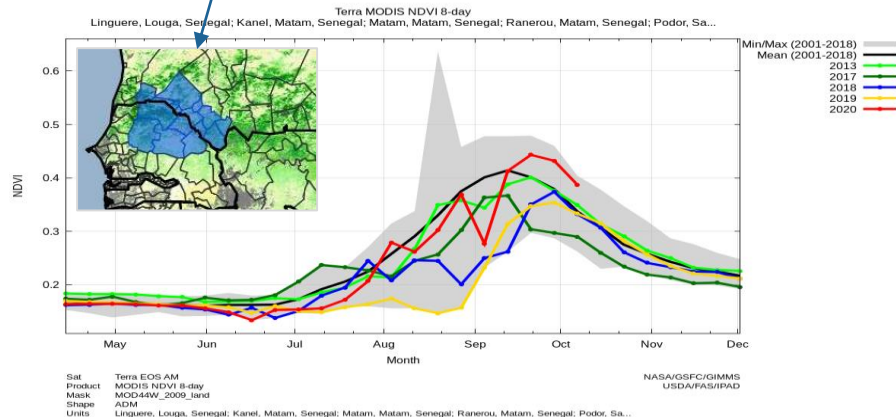 Terra MODIS NDVI 8-day
Linguere, Louga, Senegal; Kanel, Matam, Senegal; Matam, Matam, Senegal; Ranerou, Matam, Senegal; Podor, Sa...
Min/Max (2001-2018)
Mean (2001-2018)
2013
2017
2018
2019
2020
0.6
0.5
0.4
0.3
0.2
NDVI
May Jun Jul Aug Sep Oct Nov Dec
Month
Sat Terra EOS AM
Product MODIS NDVI 8-day
Mask MOD44W_2009_land
Shape ADM
Units Linguere, Louga, Senegal; Kanel, Matam, Senegal; Matam, Matam, Senegal; Ranerou, Matam, Senegal; Podor, Sa...
NASA/GSFC/GIMMS
USDA/FAS/IPAD